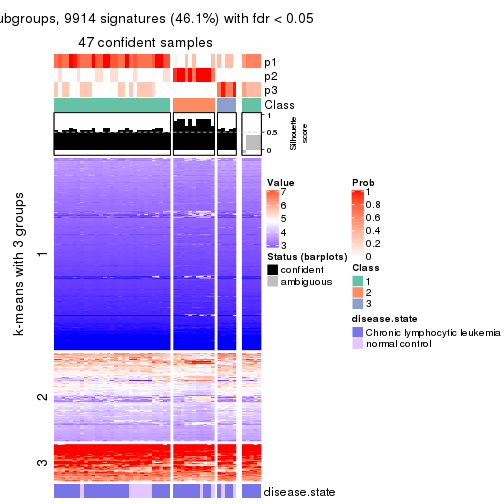 ubgroups, 9914 signatures (46.1%) with fdr < 0.05
47 confident samples
p1
p2
p3
Class
1
0.5
0
Silhouette
score
k-means with 3 groups
1
2
3
Value
7
6
5
4
3
Status (barplots)
confident
ambiguous
Prob
1
0.8
0.6
0.4
0.2
0
Class
1
2
3
disease.state
Chronic lymphocytic leukemia
normal control
disease.state